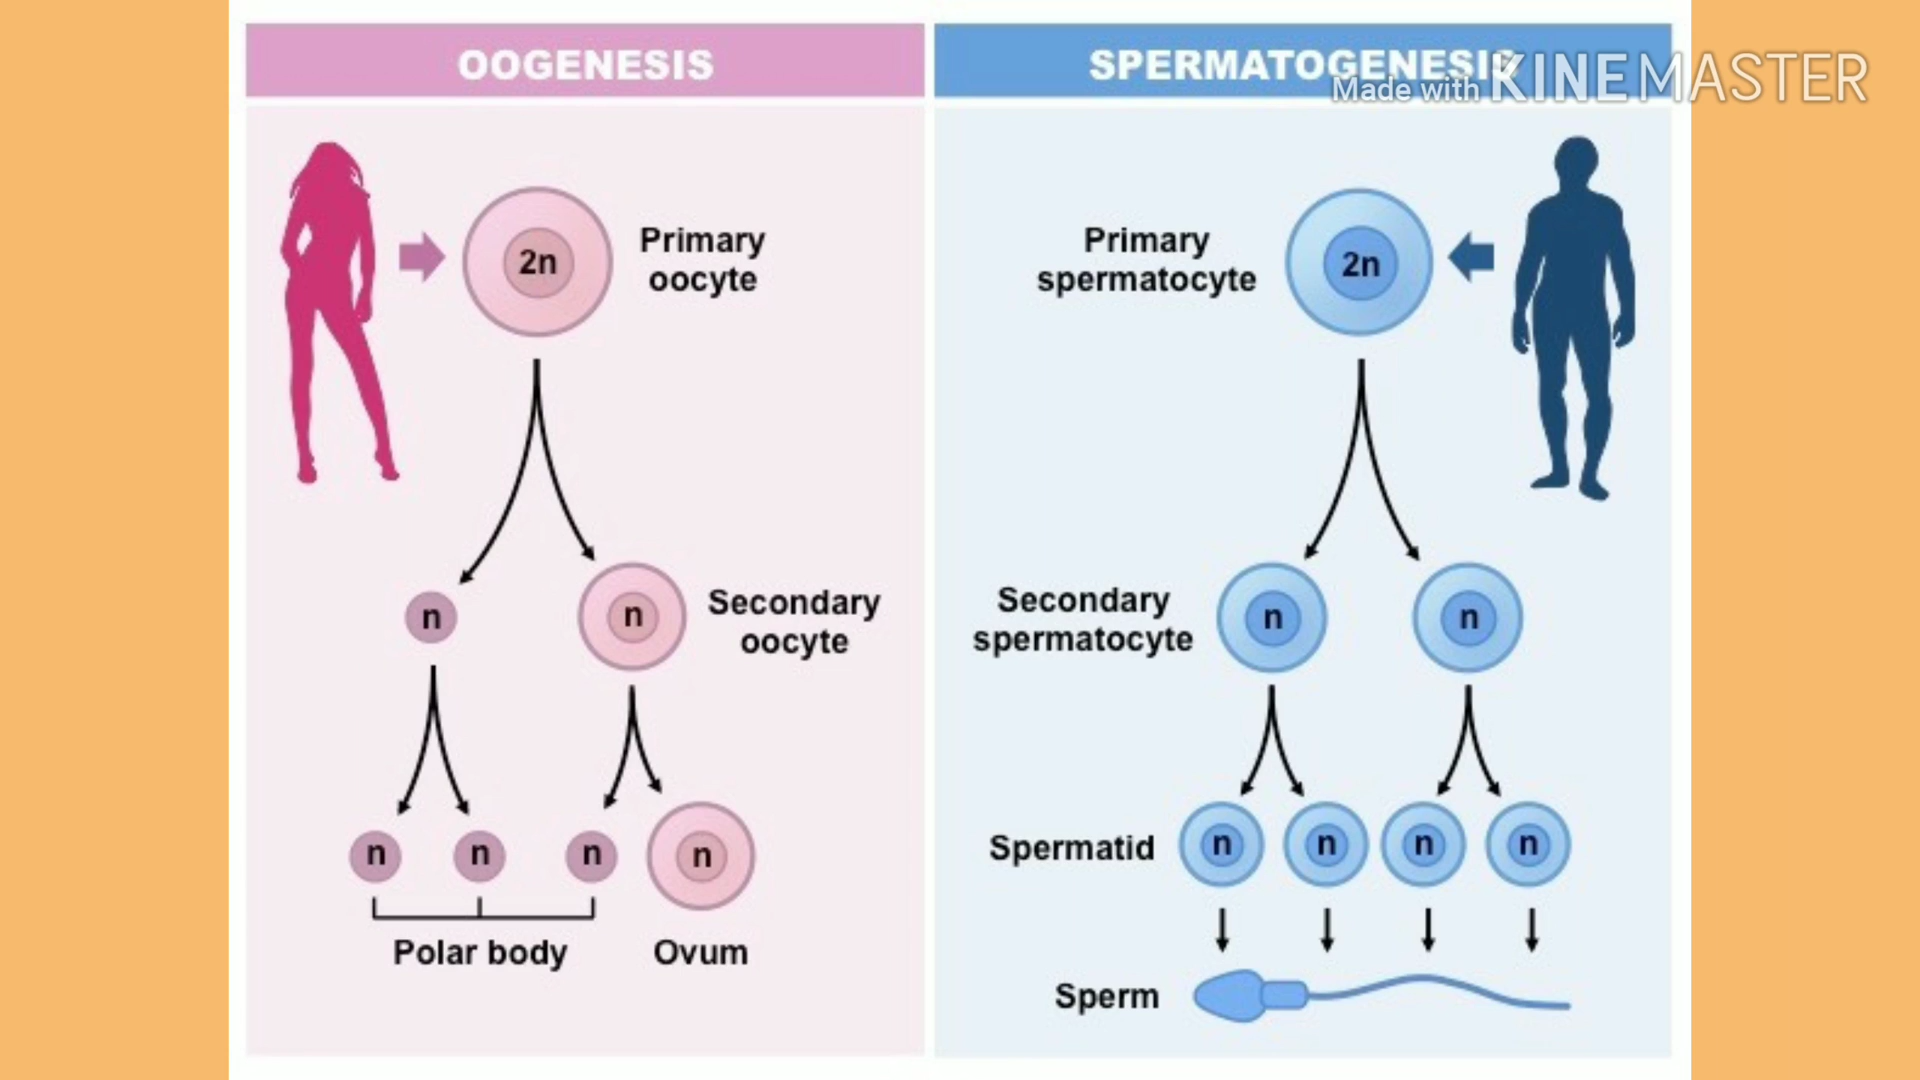 OOGENESIS
SPERMATOGENESIS
Made with KINEMASTER
2n
Primary
oocyte
n
n
Secondary
oocyte
n
n
n
n
Polar body
Ovum
Primary
spermatocyte
2n
Secondary
spermatocyte
n
n
Spermatid
n
n
n
n
Sperm